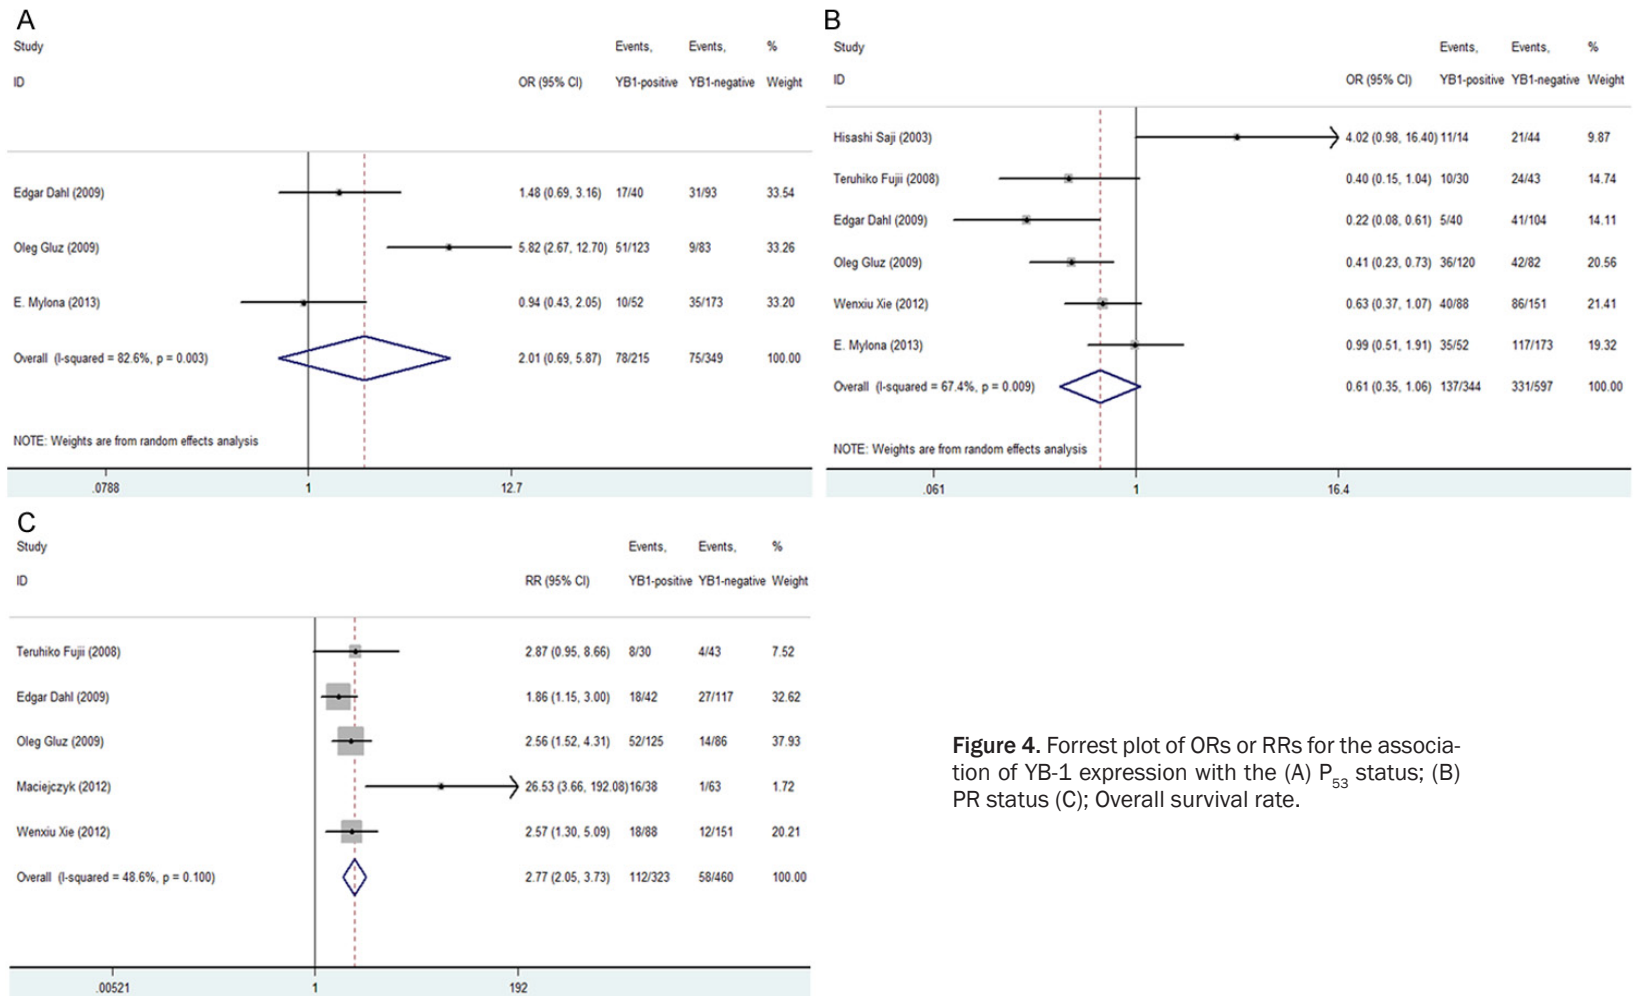 A
Study Events, Events, %
ID OR (95% CI) YB1-positive YB1-negative Weight
Edgar Dahl (2009) 1.48 (0.69, 3.16) 17/40 31/93 33.54
Oleg Gluz (2009) 5.82 (2.67, 12.70) 51/123 9/83 33.26
E. Mylona (2013) 0.94 (0.43, 2.05) 10/52 35/173 33.20
Overall (I-squared = 82.6%, p = 0.003) 2.01 (0.69, 5.87) 78/215 75/349 100.00
NOTE: Weights are from random effects analysis
.0788 1 12.7
B
Study Events, Events, %
ID OR (95% CI) YB1-positive YB1-negative Weight
Hisashi Saji (2003) 4.02 (0.98, 16.40) 11/14 21/44 9.87
Teruhiko Fujii (2008) 0.40 (0.15, 1.04) 10/30 24/43 14.74
Edgar Dahl (2009) 0.22 (0.08, 0.61) 5/40 41/104 14.11
Oleg Gluz (2009) 0.41 (0.23, 0.73) 36/120 42/82 20.56
Wenxiu Xie (2012) 0.63 (0.37, 1.07) 40/88 86/151 21.41
E. Mylona (2013) 0.99 (0.51, 1.91) 35/52 117/173 19.32
Overall (I-squared = 67.4%, p = 0.009) 0.61 (0.35, 1.06) 137/344 331/597 100.00
NOTE: Weights are from random effects analysis
.061 1 16.4
C
Study Events, Events, %
ID RR (95% CI) YB1-positive YB1-negative Weight
Teruhiko Fujii (2008) 2.87 (0.95, 8.66) 8/30 4/43 7.52
Edgar Dahl (2009) 1.86 (1.15, 3.00) 18/42 27/117 32.62
Oleg Gluz (2009) 2.56 (1.52, 4.31) 52/125 14/86 37.93
Maciejczyk (2012) 26.53 (3.66, 192.08) 16/38 1/63 1.72
Wenxiu Xie (2012) 2.57 (1.30, 5.09) 18/88 12/151 20.21
Overall (I-squared = 48.6%, p = 0.100) 2.77 (2.05, 3.73) 112/323 58/460 100.00
.00521 1 192
Figure 4. Forrest plot of ORs or RRs for the associa-
tion of YB-1 expression with the (A) P53 status; (B)
PR status (C); Overall survival rate.